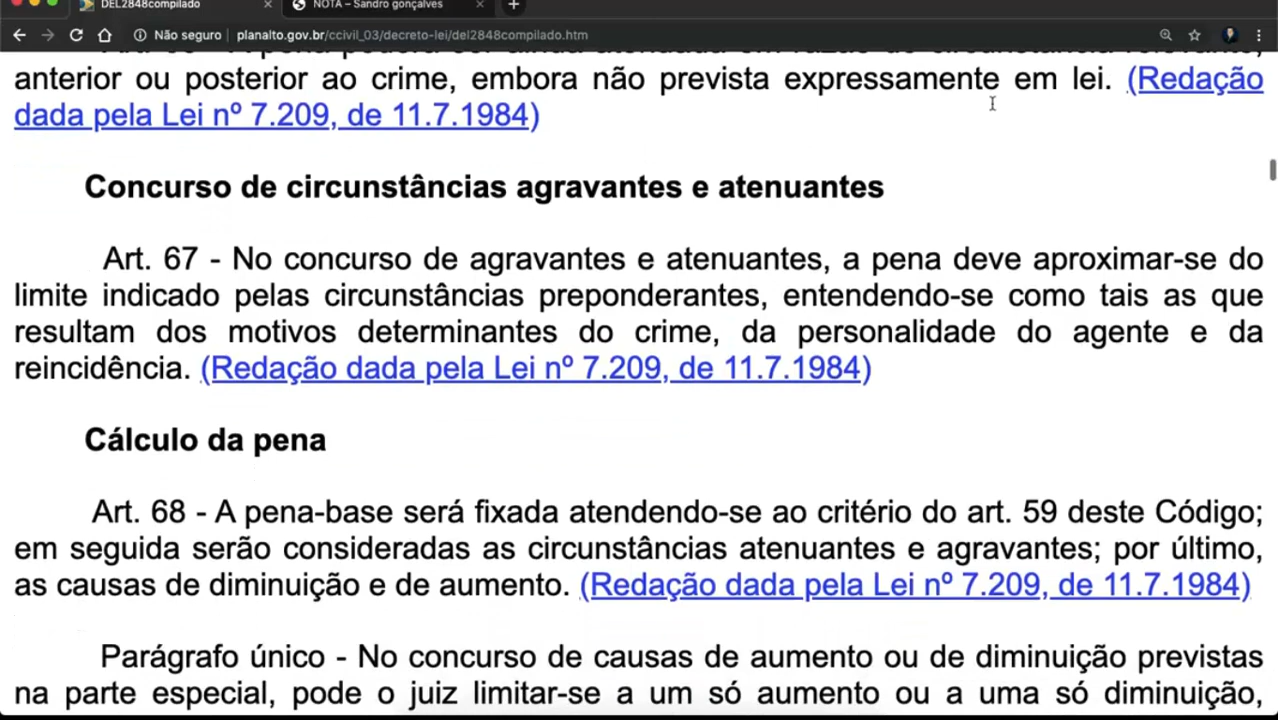 DEL2848compilado
NOTA – Sandro gonçalves
Não seguro
planalto.gov.br/ccivil_03/decreto-lei/del2848compilado.htm
anterior ou posterior ao crime, embora não prevista expressamente em lei. (Redação
dada pela Lei nº 7.209, de 11.7.1984)
Concurso de circunstâncias agravantes e atenuantes
Art. 67 - No concurso de agravantes e atenuantes, a pena deve aproximar-se do
limite indicado pelas circunstâncias preponderantes, entendendo-se como tais as que
resultam dos motivos determinantes do crime, da personalidade do agente e da
reincidência. (Redação dada pela Lei nº 7.209, de 11.7.1984)
Cálculo da pena
Art. 68 - A pena-base será fixada atendendo-se ao critério do art. 59 deste Código;
em seguida serão consideradas as circunstâncias atenuantes e agravantes; por último,
as causas de diminuição e de aumento. (Redação dada pela Lei nº 7.209, de 11.7.1984)
Parágrafo único - No concurso de causas de aumento ou de diminuição previstas
na parte especial, pode o juiz limitar-se a um só aumento ou a uma só diminuição,